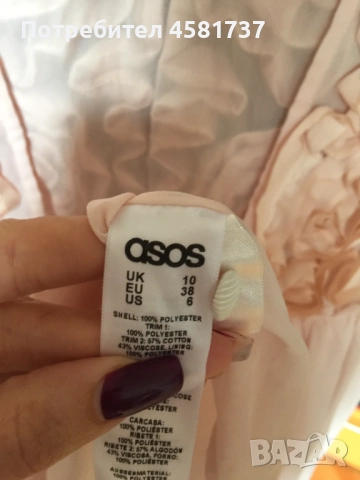 Потребител 4581737
asos
UK 10
EU 38
US 6
SHELL: 100% POLYESTER
TRIM 1:
100% POLYESTER
TRIM 2: 57% COTTON
43% VISCOSE, LINING:
100% POLYESTER
CARCASA:
100% POLIÉSTER
RIBETE 1:
100% POLIÉSTER
RIBETE 2: 57% ALGODÓN
43% VISCOSA, FORRO:
100% POLIÉSTER
AUSSENMATERIAL:
BAZAR